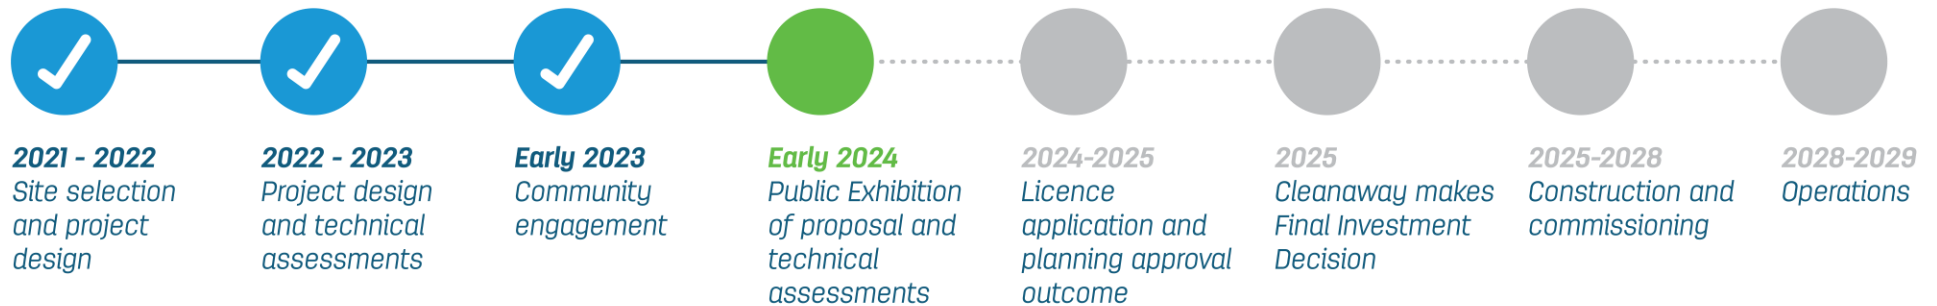 2021 - 2022
Site selection
and project
design
2022 - 2023
Project design
and technical
assessments
Early 2023
Community
engagement
Early 2024
Public Exhibition
of proposal and
technical
assessments
2024-2025
Licence
application and
planning approval
outcome
2025
Cleanaway makes
Final Investment
Decision
2025-2028
Construction and
commissioning
2028-2029
Operations